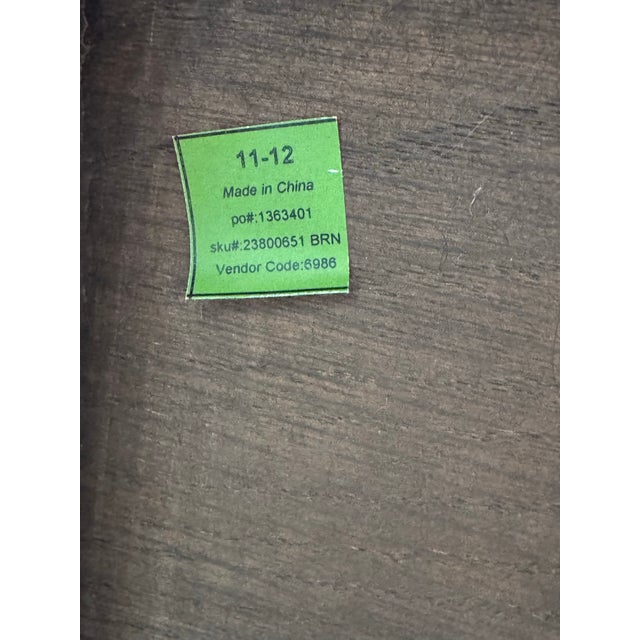 11-12
Made in China
po#:1363401
sku#:23800651 BRN
Vendor Code:6986